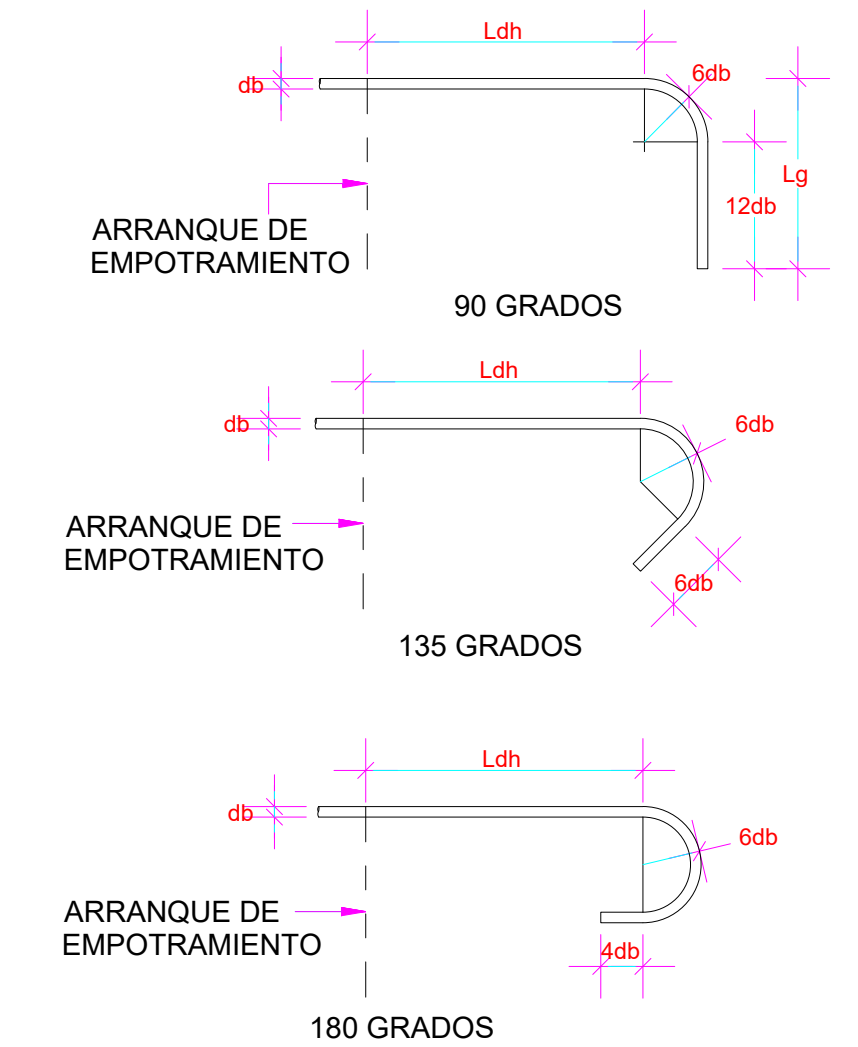 Ldh
db
6db
Lg
12db
ARRANQUE DE
EMPOTRAMIENTO
90 GRADOS
Ldh
db
6db
ARRANQUE DE
EMPOTRAMIENTO
6db
135 GRADOS
Ldh
db
6db
ARRANQUE DE
EMPOTRAMIENTO
4db
180 GRADOS